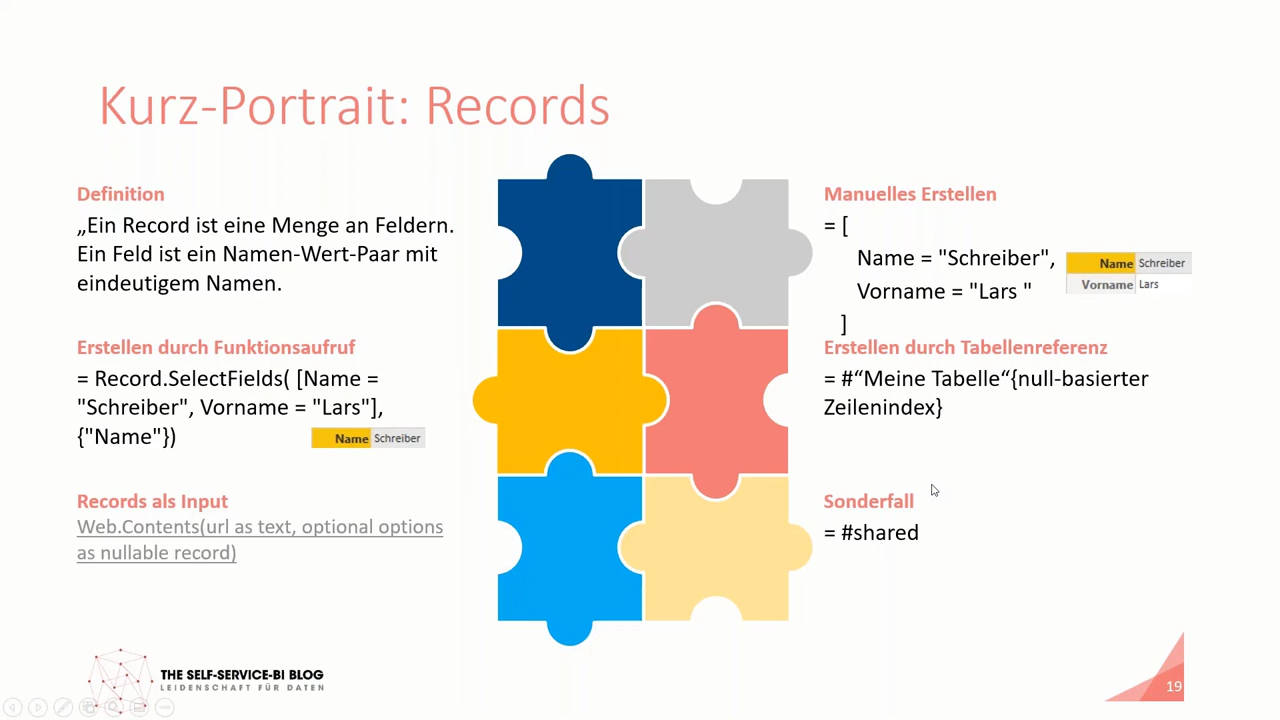 Kurz-Portrait: Records
Definition
„Ein Record ist eine Menge an Feldern.
Ein Feld ist ein Namen-Wert-Paar mit
eindeutigem Namen.
Erstellen durch Funktionsaufruf
= Record.SelectFields( [Name =
"Schreiber", Vorname = "Lars"],
{"Name"})
Name Schreiber
Records als Input
Web.Contents(url as text, optional options
as nullable record)
Manuelles Erstellen
= [
Name = "Schreiber",
Vorname = "Lars "
]
Name Schreiber
Vorname Lars
Erstellen durch Tabellenreferenz
= #“Meine Tabelle“{null-basierter
Zeilenindex}
Sonderfall
= #shared
THE SELF-SERVICE-BI BLOG
LEIDENSCHAFT FÜR DATEN
19